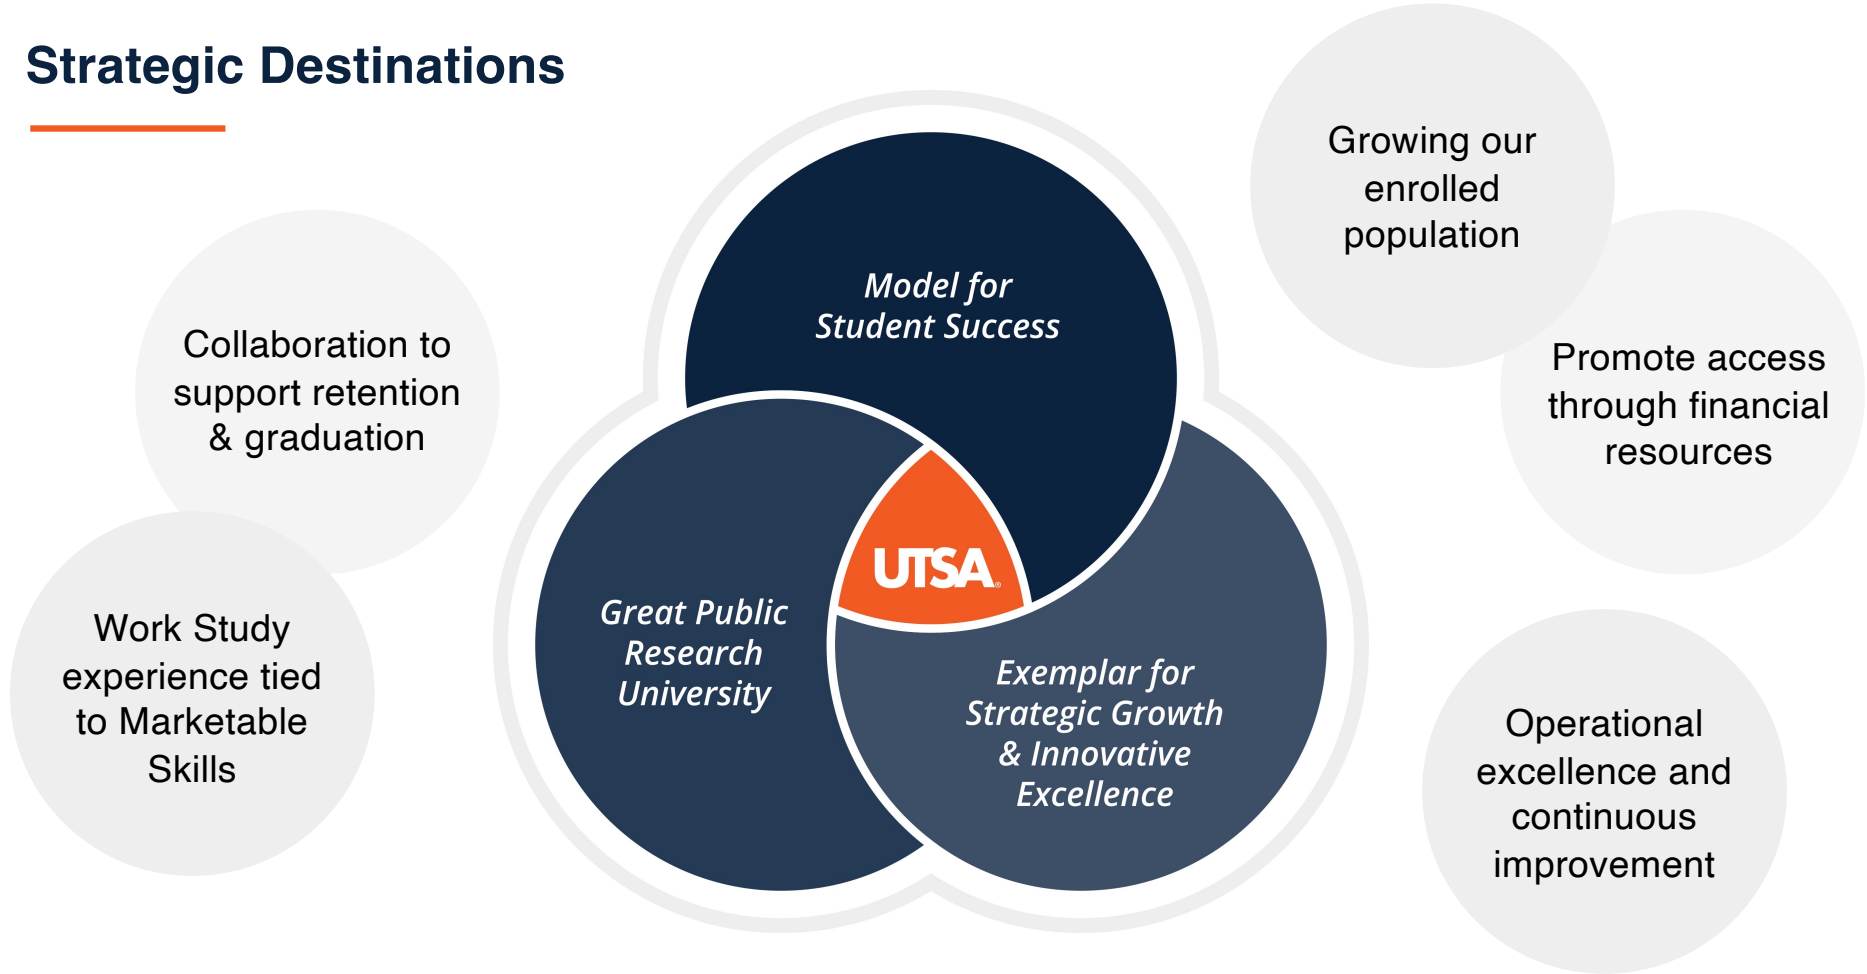 Strategic Destinations
Growing our
enrolled
population
Model for
Student Success
Collaboration to
support retention
& graduation
Promote access
through financial
resources
UTSA®
Great Public
Research
University
Work Study
experience tied
to Marketable
Skills
Exemplar for
Strategic Growth
& Innovative
Excellence
Operational
excellence and
continuous
improvement